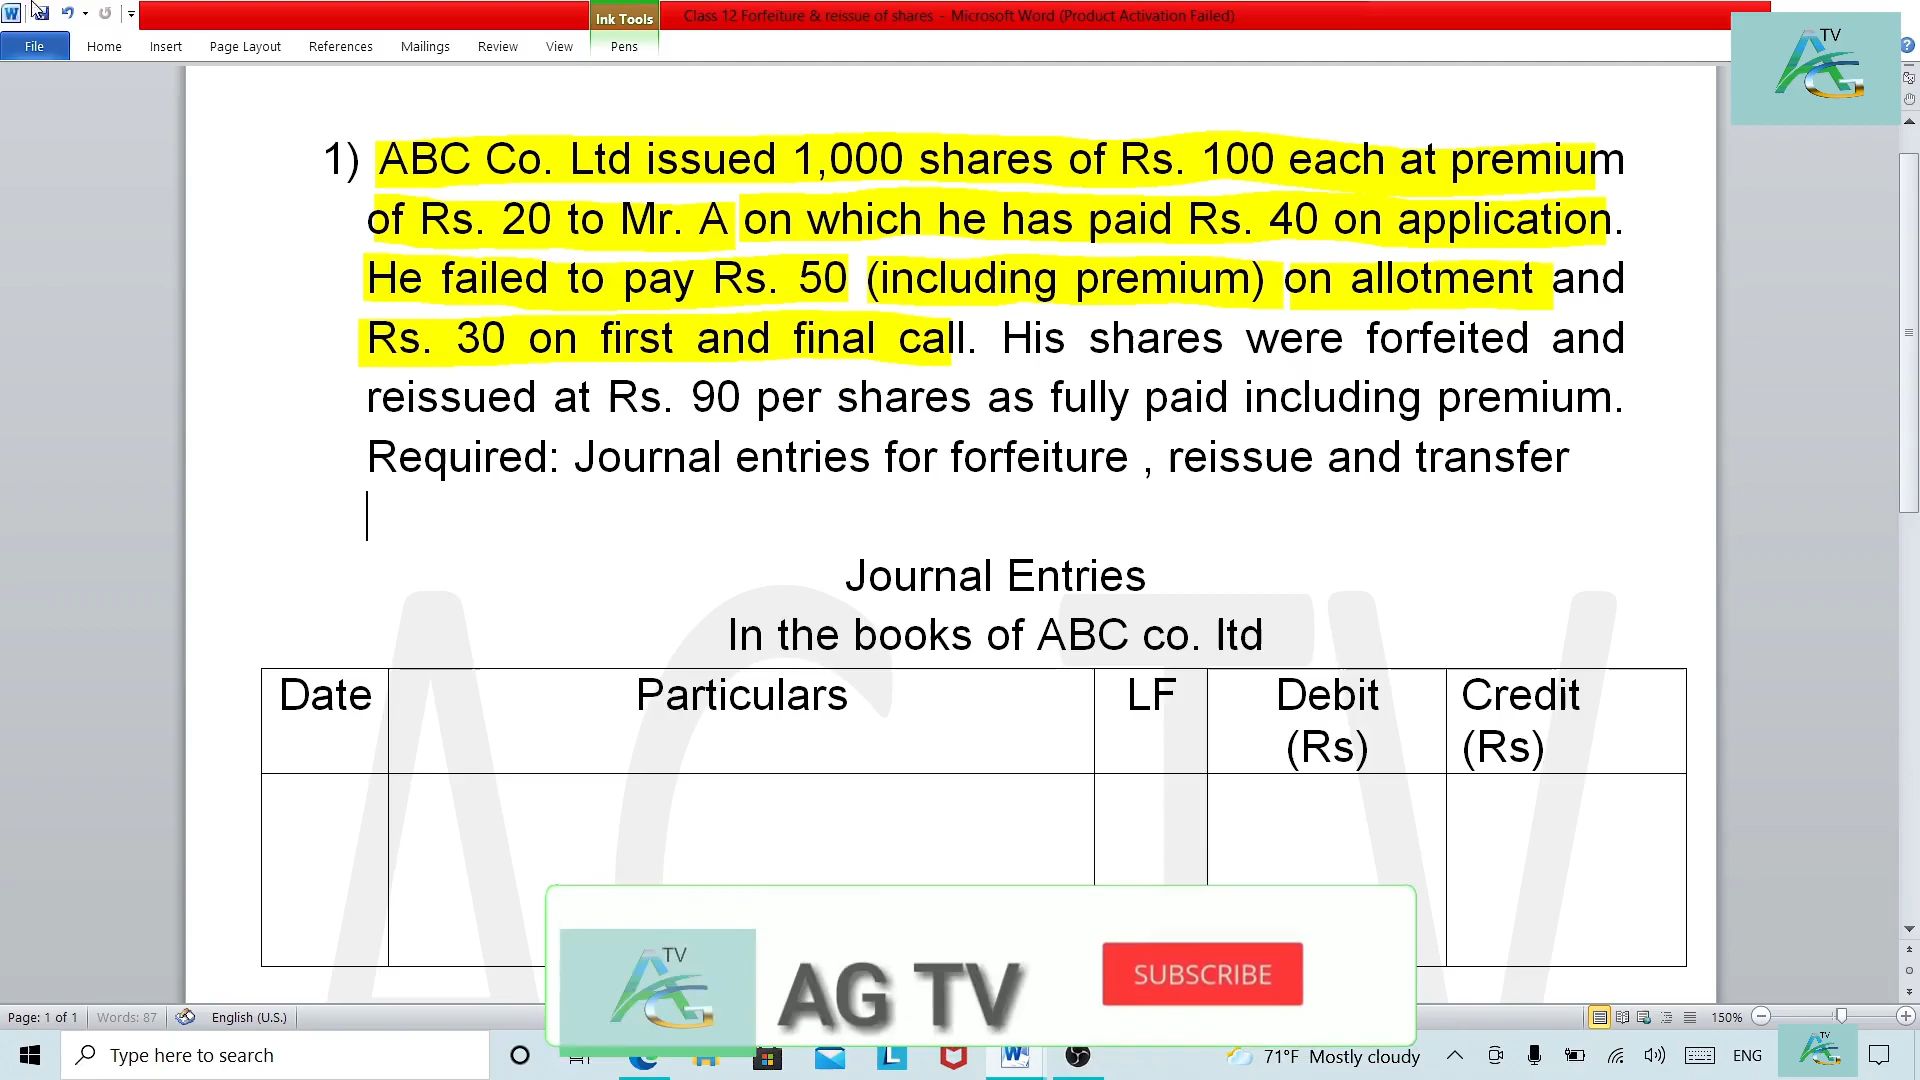 Ink Tools
Class 12 Forfeiture & reissue of shares - Microsoft Word (Product Activation Failed)
File Home Insert Page Layout References Mailings Review View Pens
TV
1) ABC Co. Ltd issued 1,000 shares of Rs. 100 each at premium
of Rs. 20 to Mr. A on which he has paid Rs. 40 on application.
He failed to pay Rs. 50 (including premium) on allotment and
Rs. 30 on first and final call. His shares were forfeited and
reissued at Rs. 90 per shares as fully paid including premium.
Required: Journal entries for forfeiture , reissue and transfer
Journal Entries
In the books of ABC co. ltd
Date Particulars LF Debit Credit
(Rs) (Rs)
AG TV
TV
AG TV
SUBSCRIBE
Page: 1 of 1 Words: 87 English (U.S.) 150%
Type here to search
71°F Mostly cloudy ENG
TV